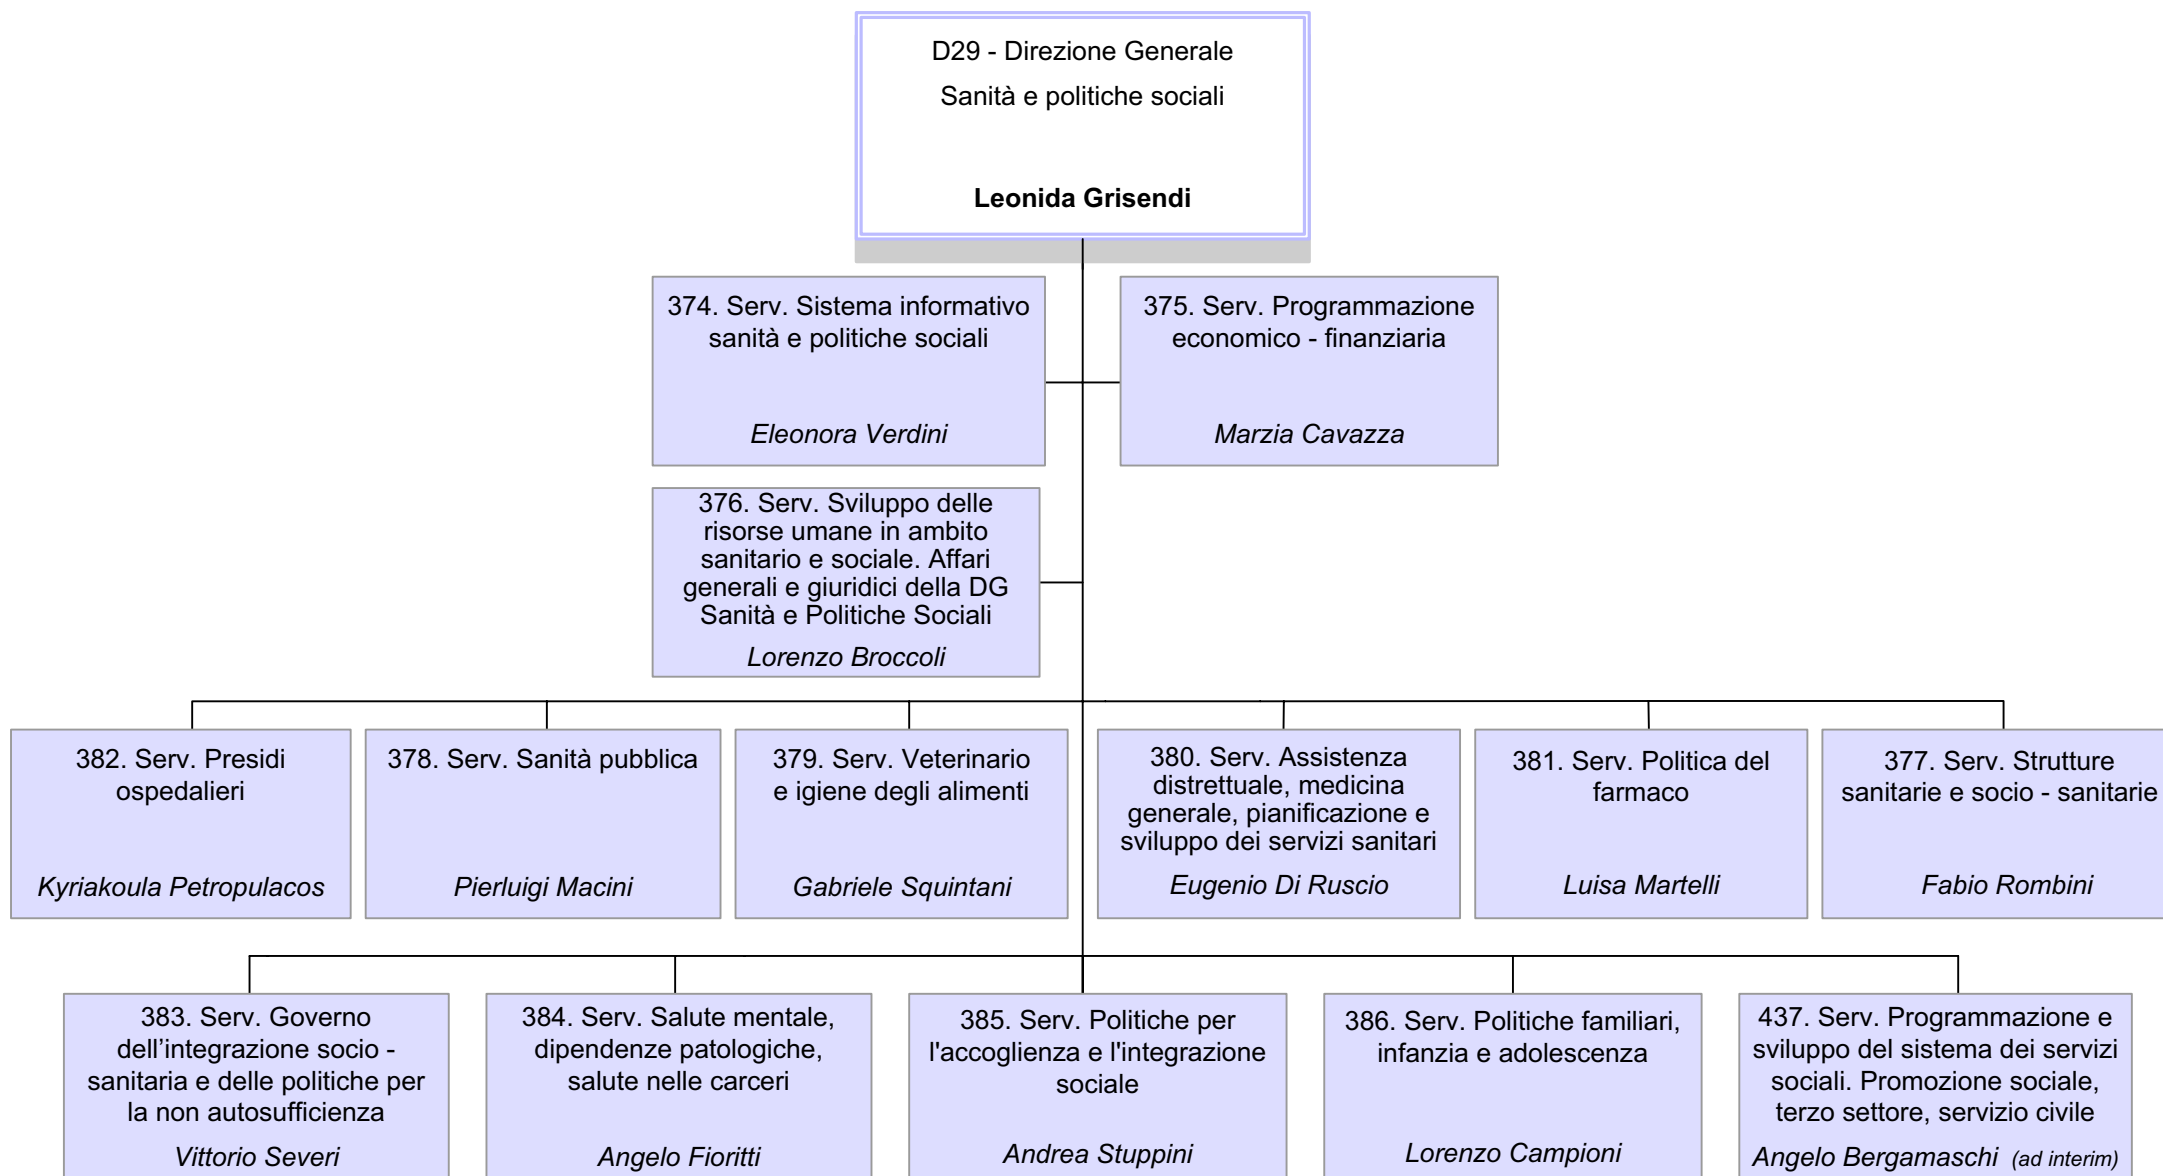 D29 - Direzione Generale
Sanità e politiche sociali
Leonida Grisendi
374. Serv. Sistema informativo
sanità e politiche sociali
Eleonora Verdini
375. Serv. Programmazione
economico - finanziaria
Marzia Cavazza
376. Serv. Sviluppo delle
risorse umane in ambito
sanitario e sociale. Affari
generali e giuridici della DG
Sanità e Politiche Sociali
Lorenzo Broccoli
382. Serv. Presidi
ospedalieri
Kyriakoula Petropulacos
378. Serv. Sanità pubblica
Pierluigi Macini
379. Serv. Veterinario
e igiene degli alimenti
Gabriele Squintani
380. Serv. Assistenza
distrettuale, medicina
generale, pianificazione e
sviluppo dei servizi sanitari
Eugenio Di Ruscio
381. Serv. Politica del
farmaco
Luisa Martelli
377. Serv. Strutture
sanitarie e socio - sanitarie
Fabio Rombini
383. Serv. Governo
dell’integrazione socio -
sanitaria e delle politiche per
la non autosufficienza
Vittorio Severi
384. Serv. Salute mentale,
dipendenze patologiche,
salute nelle carceri
Angelo Fioritti
385. Serv. Politiche per
l'accoglienza e l'integrazione
sociale
Andrea Stuppini
386. Serv. Politiche familiari,
infanzia e adolescenza
Lorenzo Campioni
437. Serv. Programmazione e
sviluppo del sistema dei servizi
sociali. Promozione sociale,
terzo settore, servizio civile
Angelo Bergamaschi (ad interim)